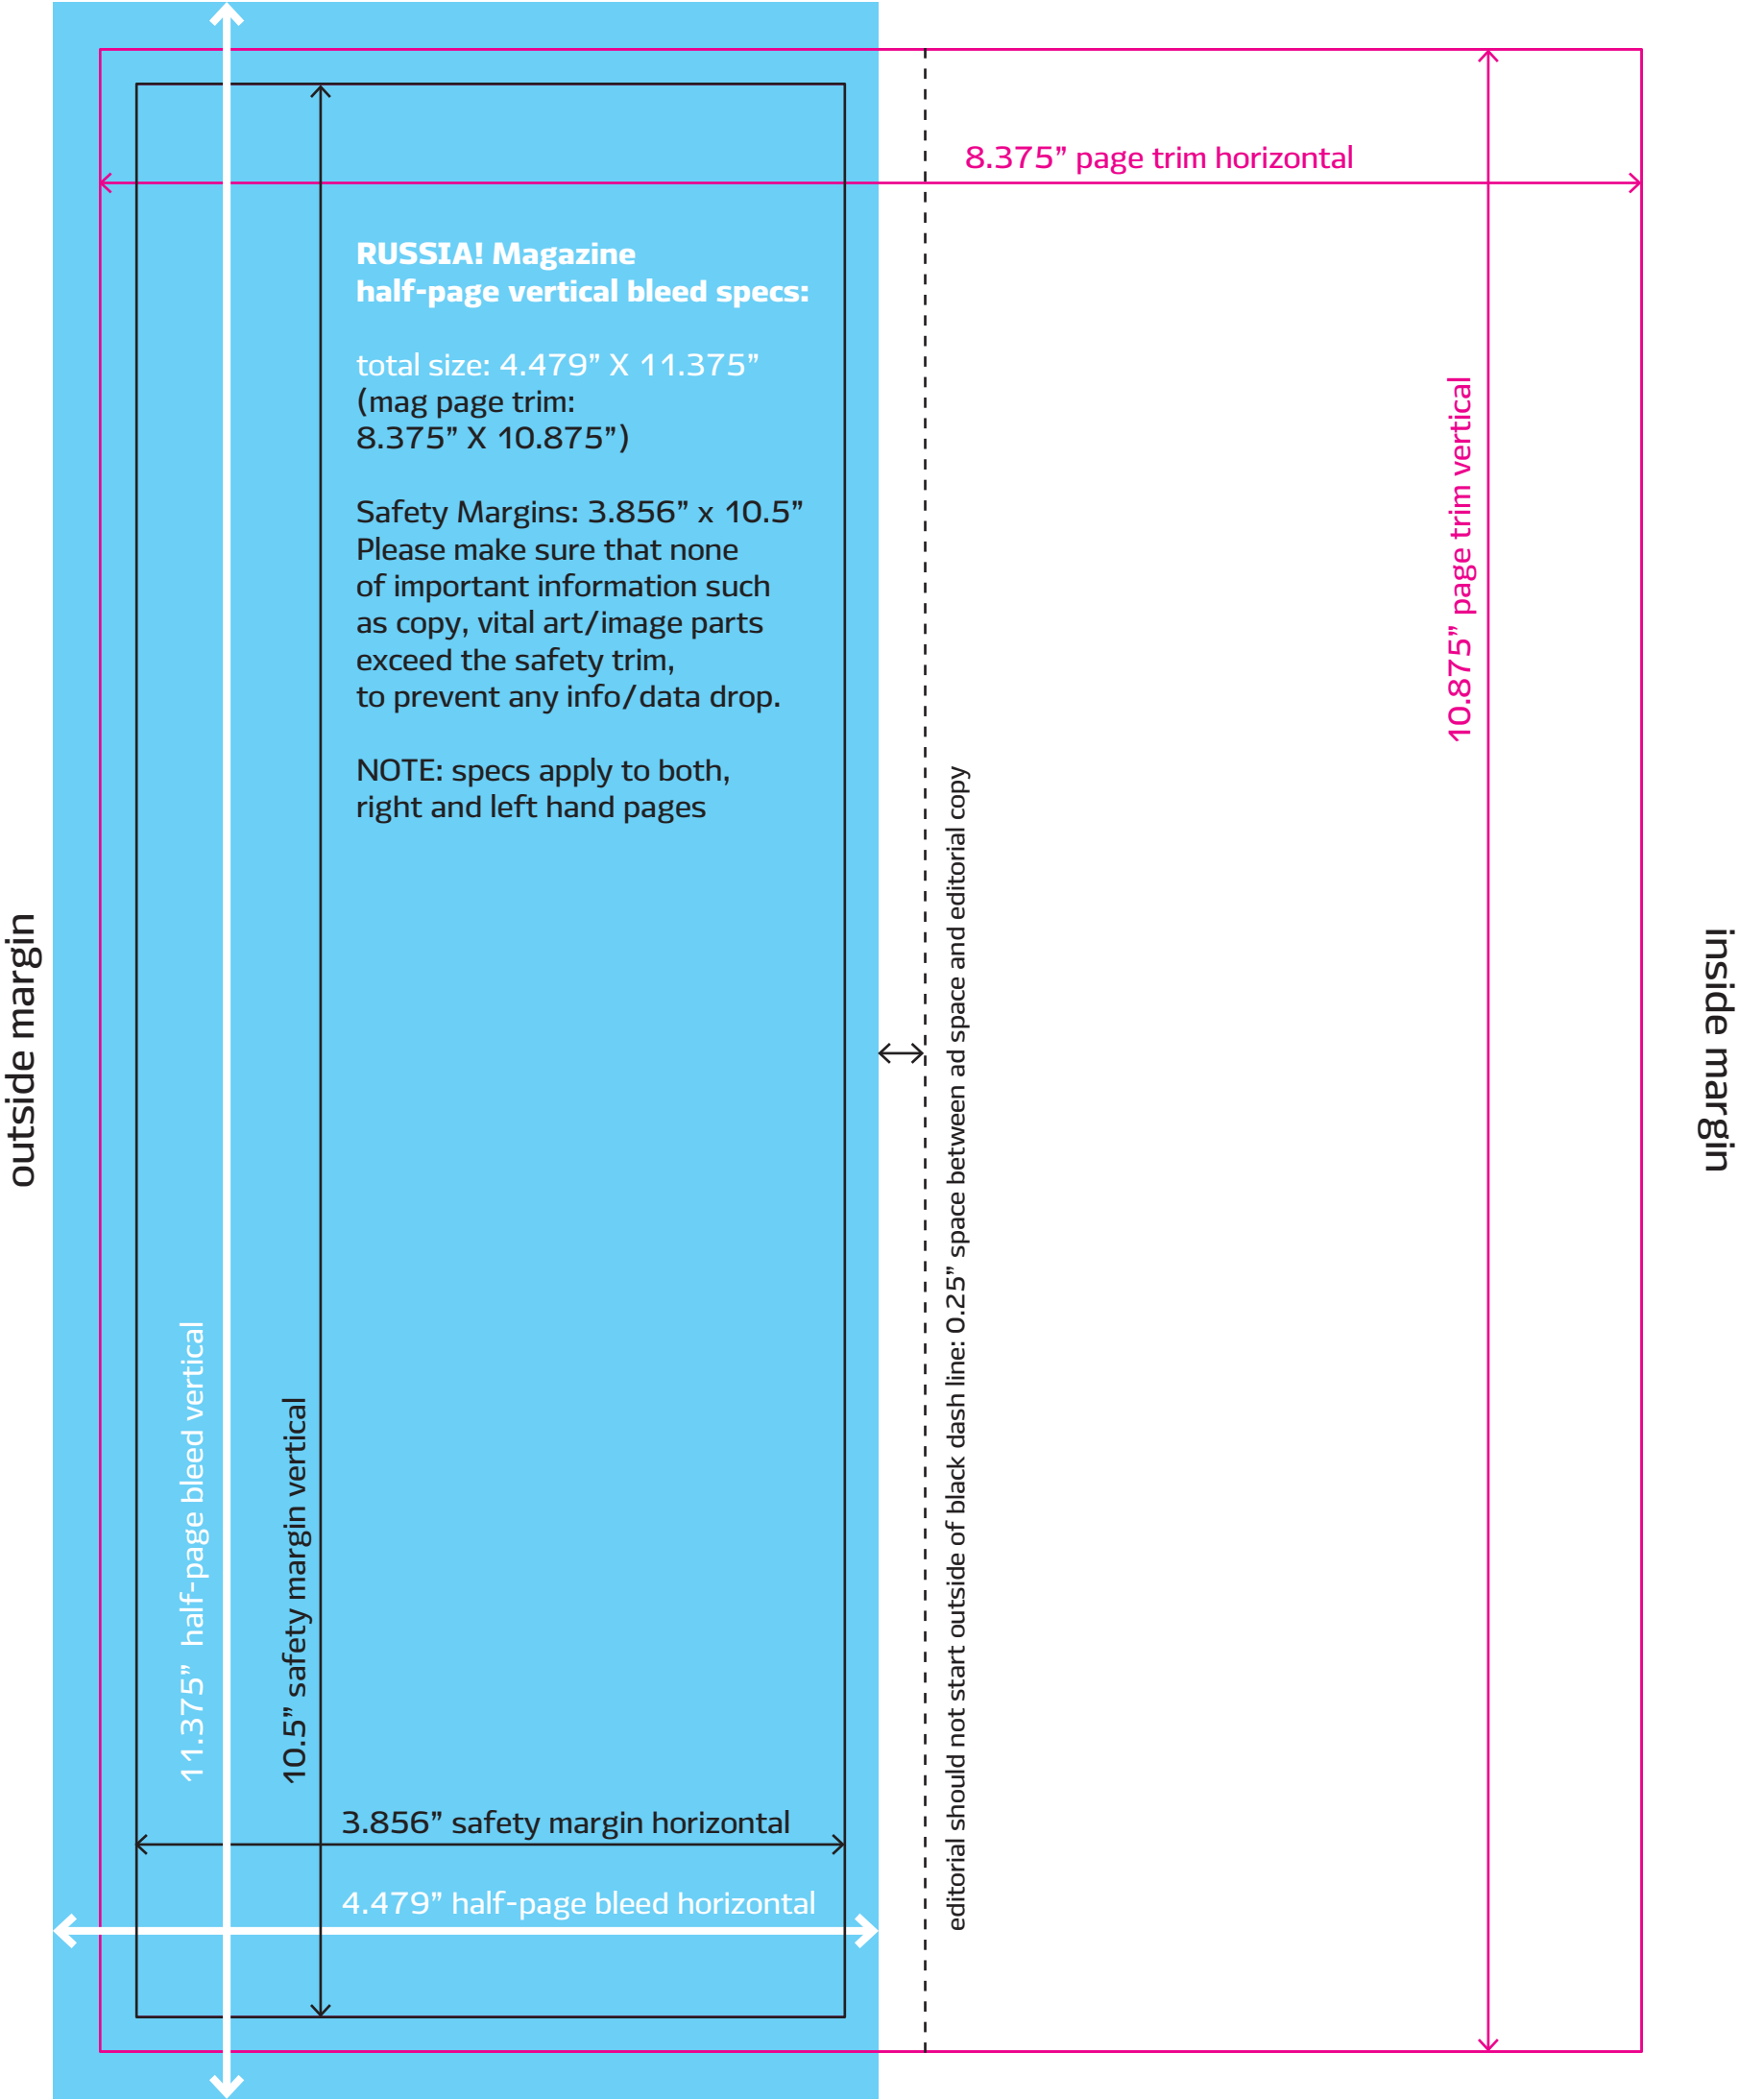 8.375” page trim horizontal
RUSSIA! Magazine
half-page vertical bleed specs:
total size: 4.479” X 11.375”
(mag page trim:
8.375” X 10.875”)
Safety Margins: 3.856” x 10.5”
Please make sure that none
of important information such
as copy, vital art/image parts
exceed the safety trim,
to prevent any info/data drop.
NOTE: specs apply to both,
right and left hand pages
10.875” page trim vertical
outside margin
inside margin
editorial should not start outside of black dash line: 0.25” space between ad space and editorial copy
11.375” half-page bleed vertical
10.5” safety margin vertical
3.856” safety margin horizontal
4.479” half-page bleed horizontal